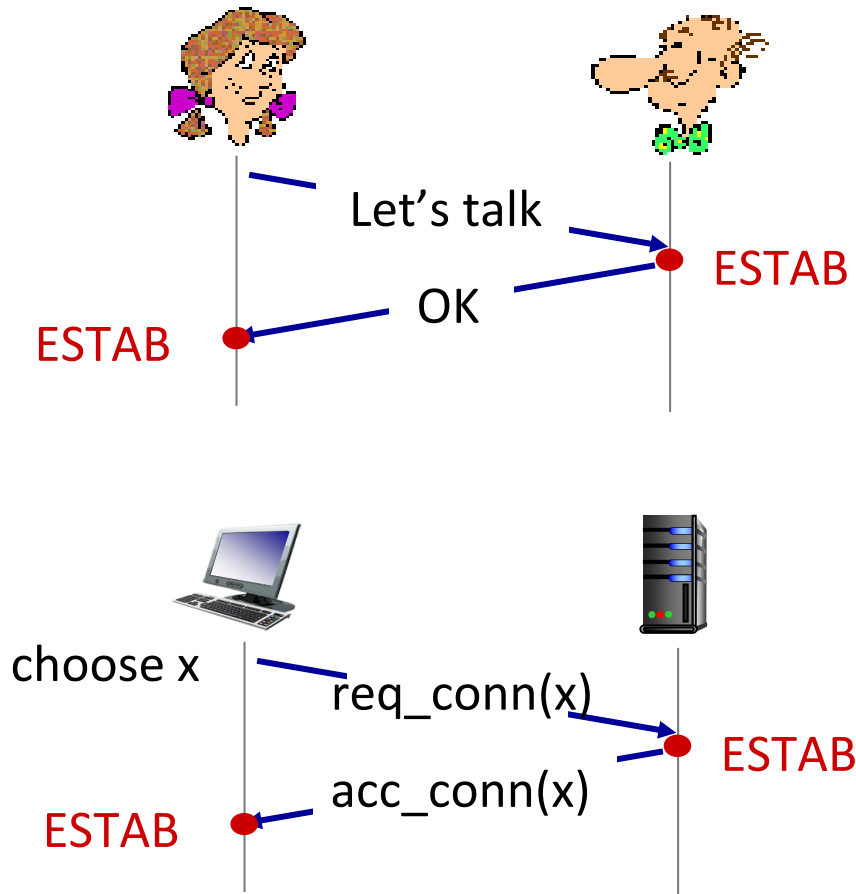 Let’s talk
ESTAB
OK
ESTAB
choose x
req_conn(x)
ESTAB
acc_conn(x)
ESTAB